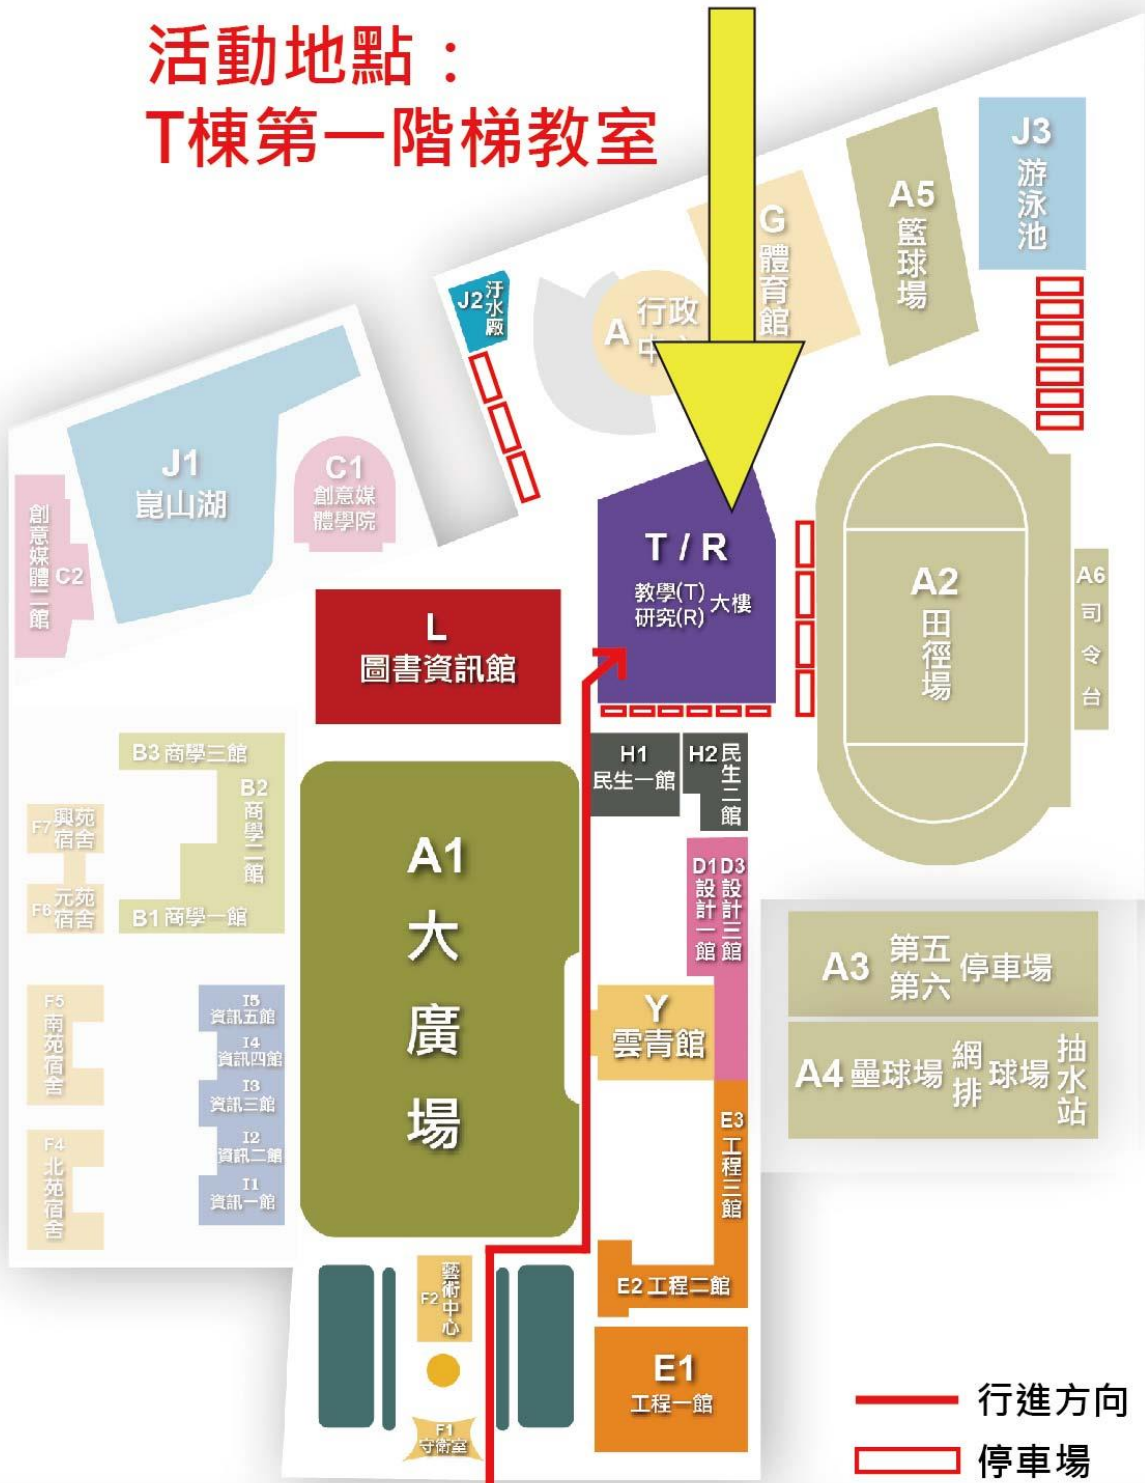 活動地點：
T棟第一階梯教室
J3
游泳池
A5
籃球場
G
體育館
J2 汙水廠
A 行政
J1
崑山湖
C1
創意媒
體學院
創意媒體二館
C2
T / R
教學(T)
研究(R)
大樓
A2
田徑場
A6
司令台
L
圖書資訊館
B3 商學三館
B2
商學二館
B1 商學一館
H1
民生一館
H2
民生二館
F7 興苑
宿舍
F6 元苑
宿舍
A1
大廣場
D1
設計一館
D3
設計三館
A3 第五
第六
停車場
A4 壘球場 網
排
球場 抽水站
Y
雲青館
F5
南苑宿舍
I5
資訊五館
I4
資訊四館
I3
資訊三館
I2
資訊二館
I1
資訊一館
F4
北苑宿舍
E3
工程三館
F2 藝術中心
E2 工程二館
E1
工程一館
F1
守衛室
行進方向
停車場